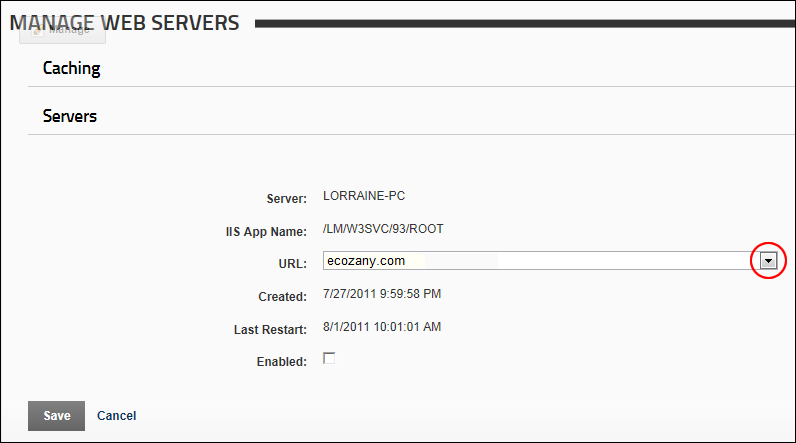 MANAGE WEB SERVERS
Manage
Caching
Servers
Server: LORRAINE-PC
IIS App Name: /LM/W3SVC/93/ROOT
URL: ecozany.com
Created: 7/27/2011 9:59:58 PM
Last Restart: 8/1/2011 10:01:01 AM
Enabled:
Save Cancel